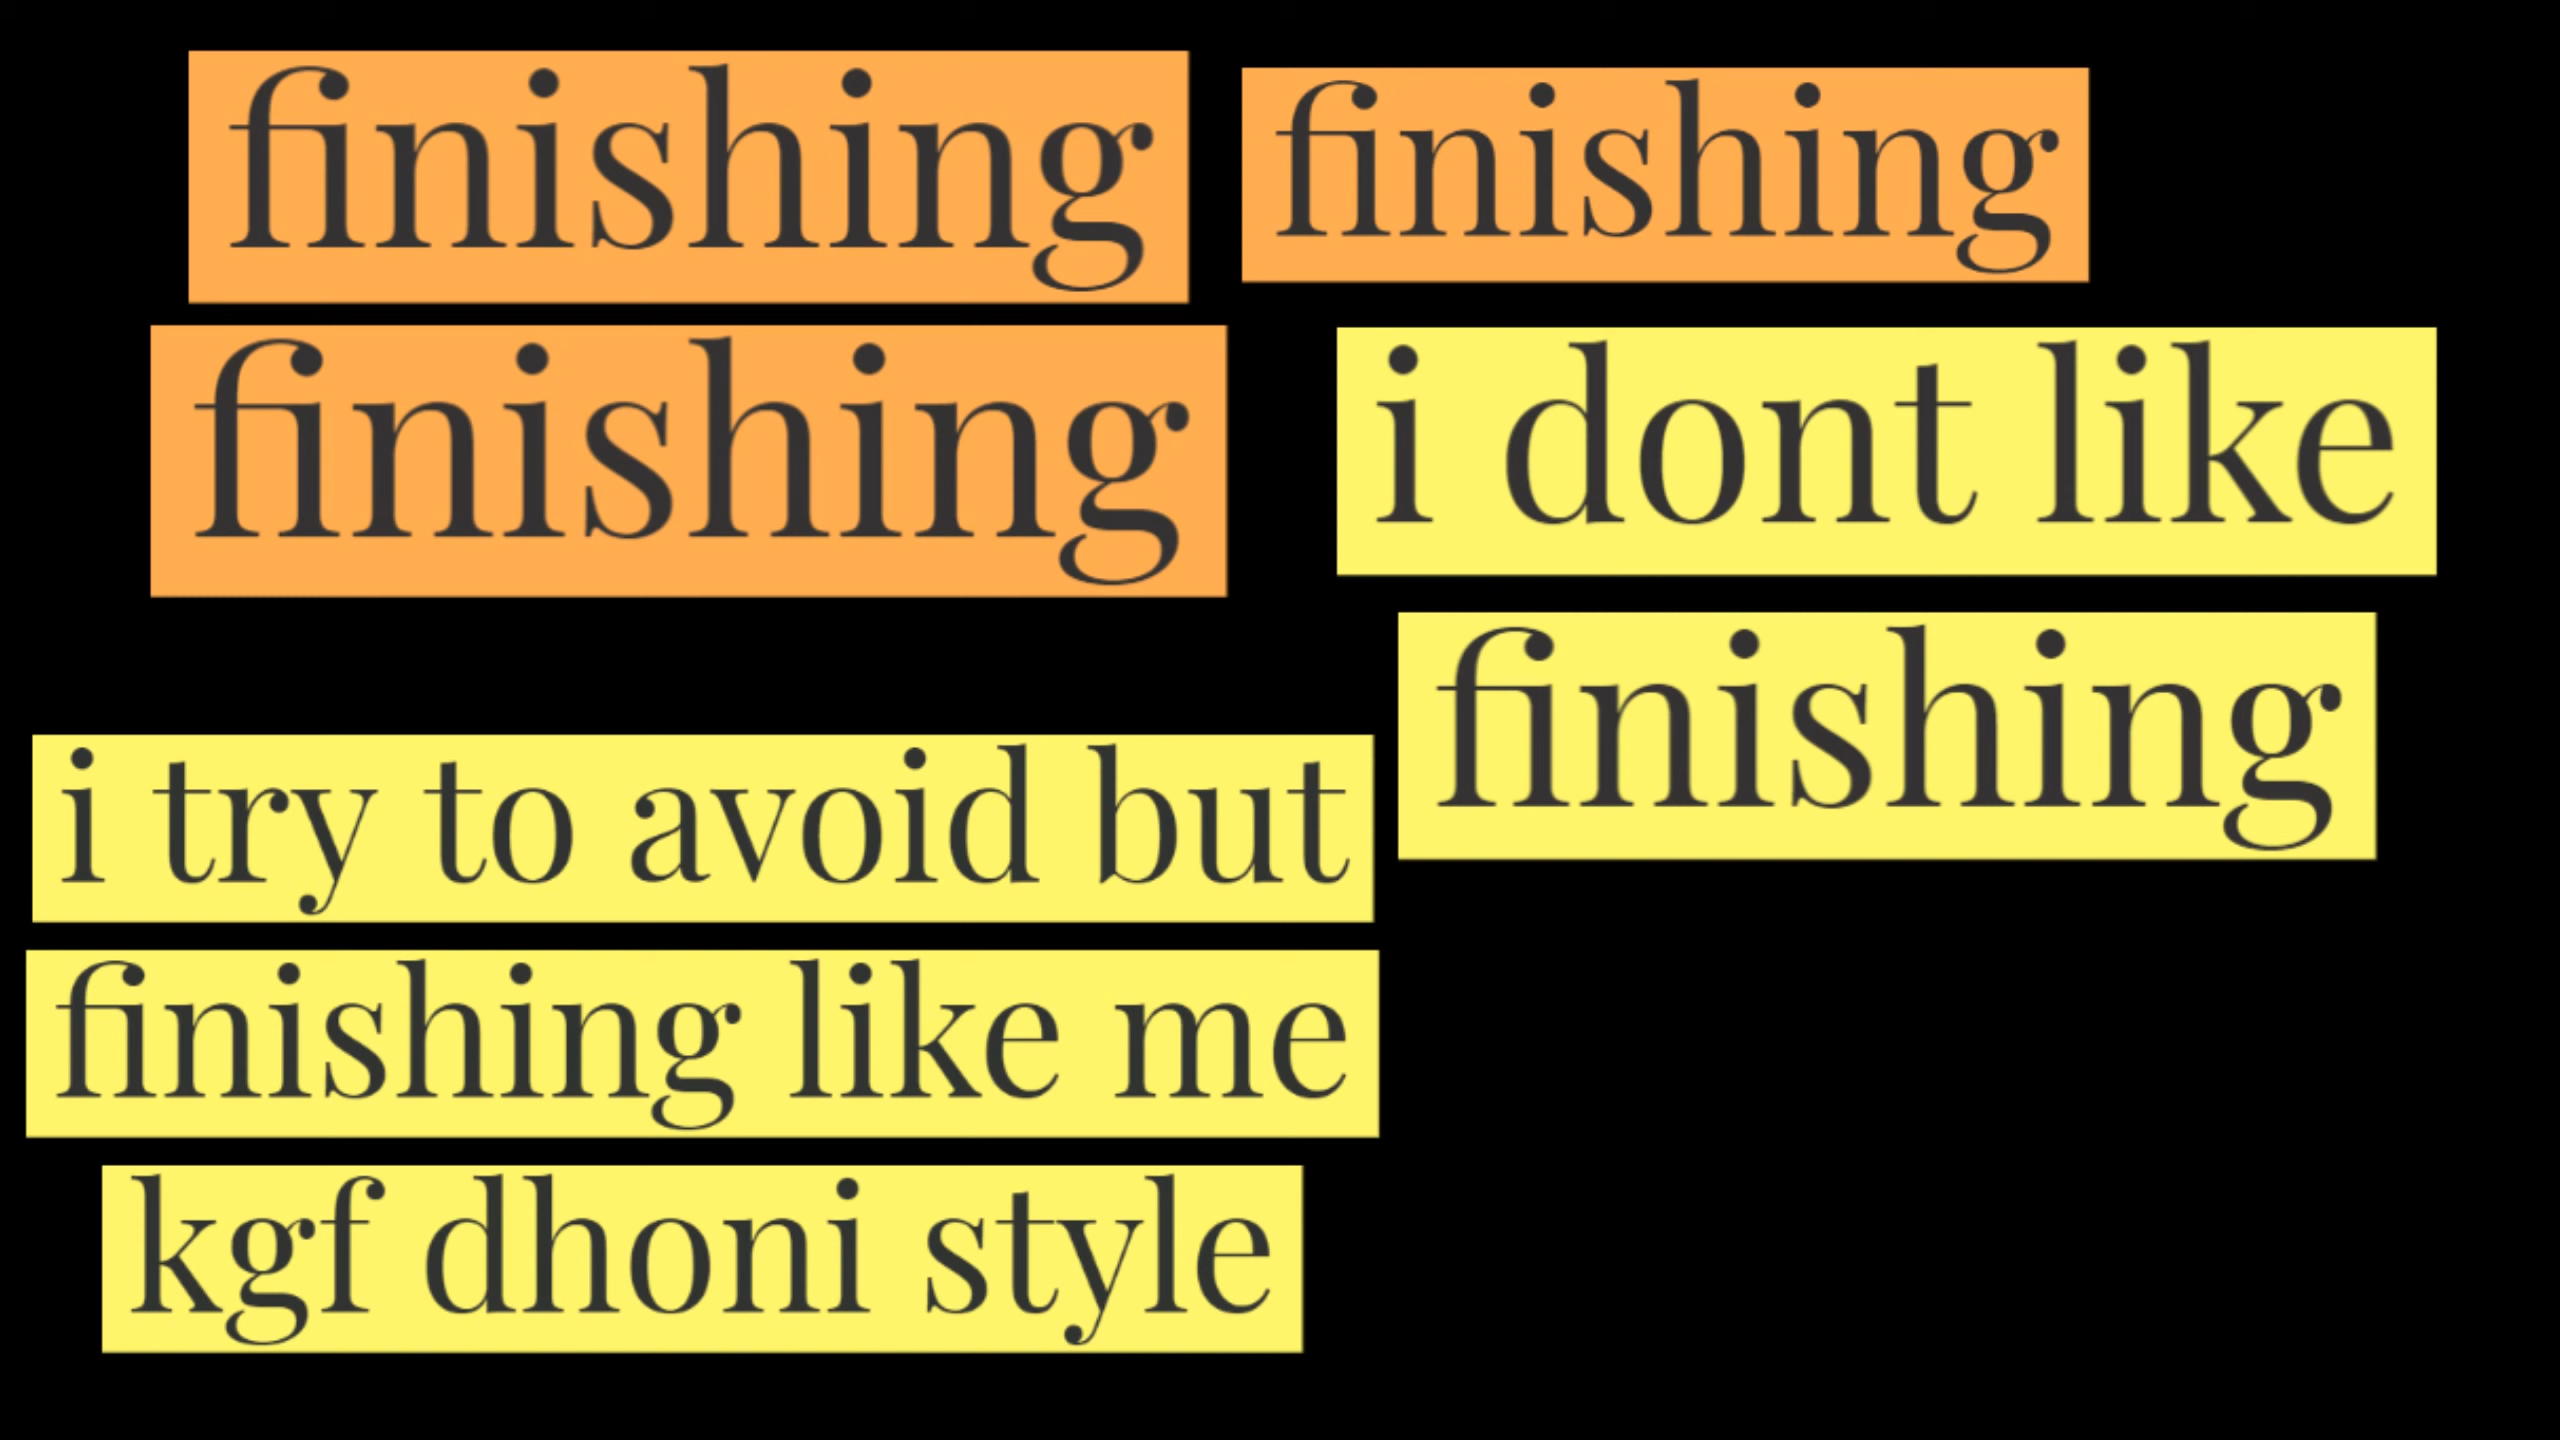 finishing
finishing
finishing
i dont like
finishing
i try to avoid but
finishing like me
kgf dhoni style